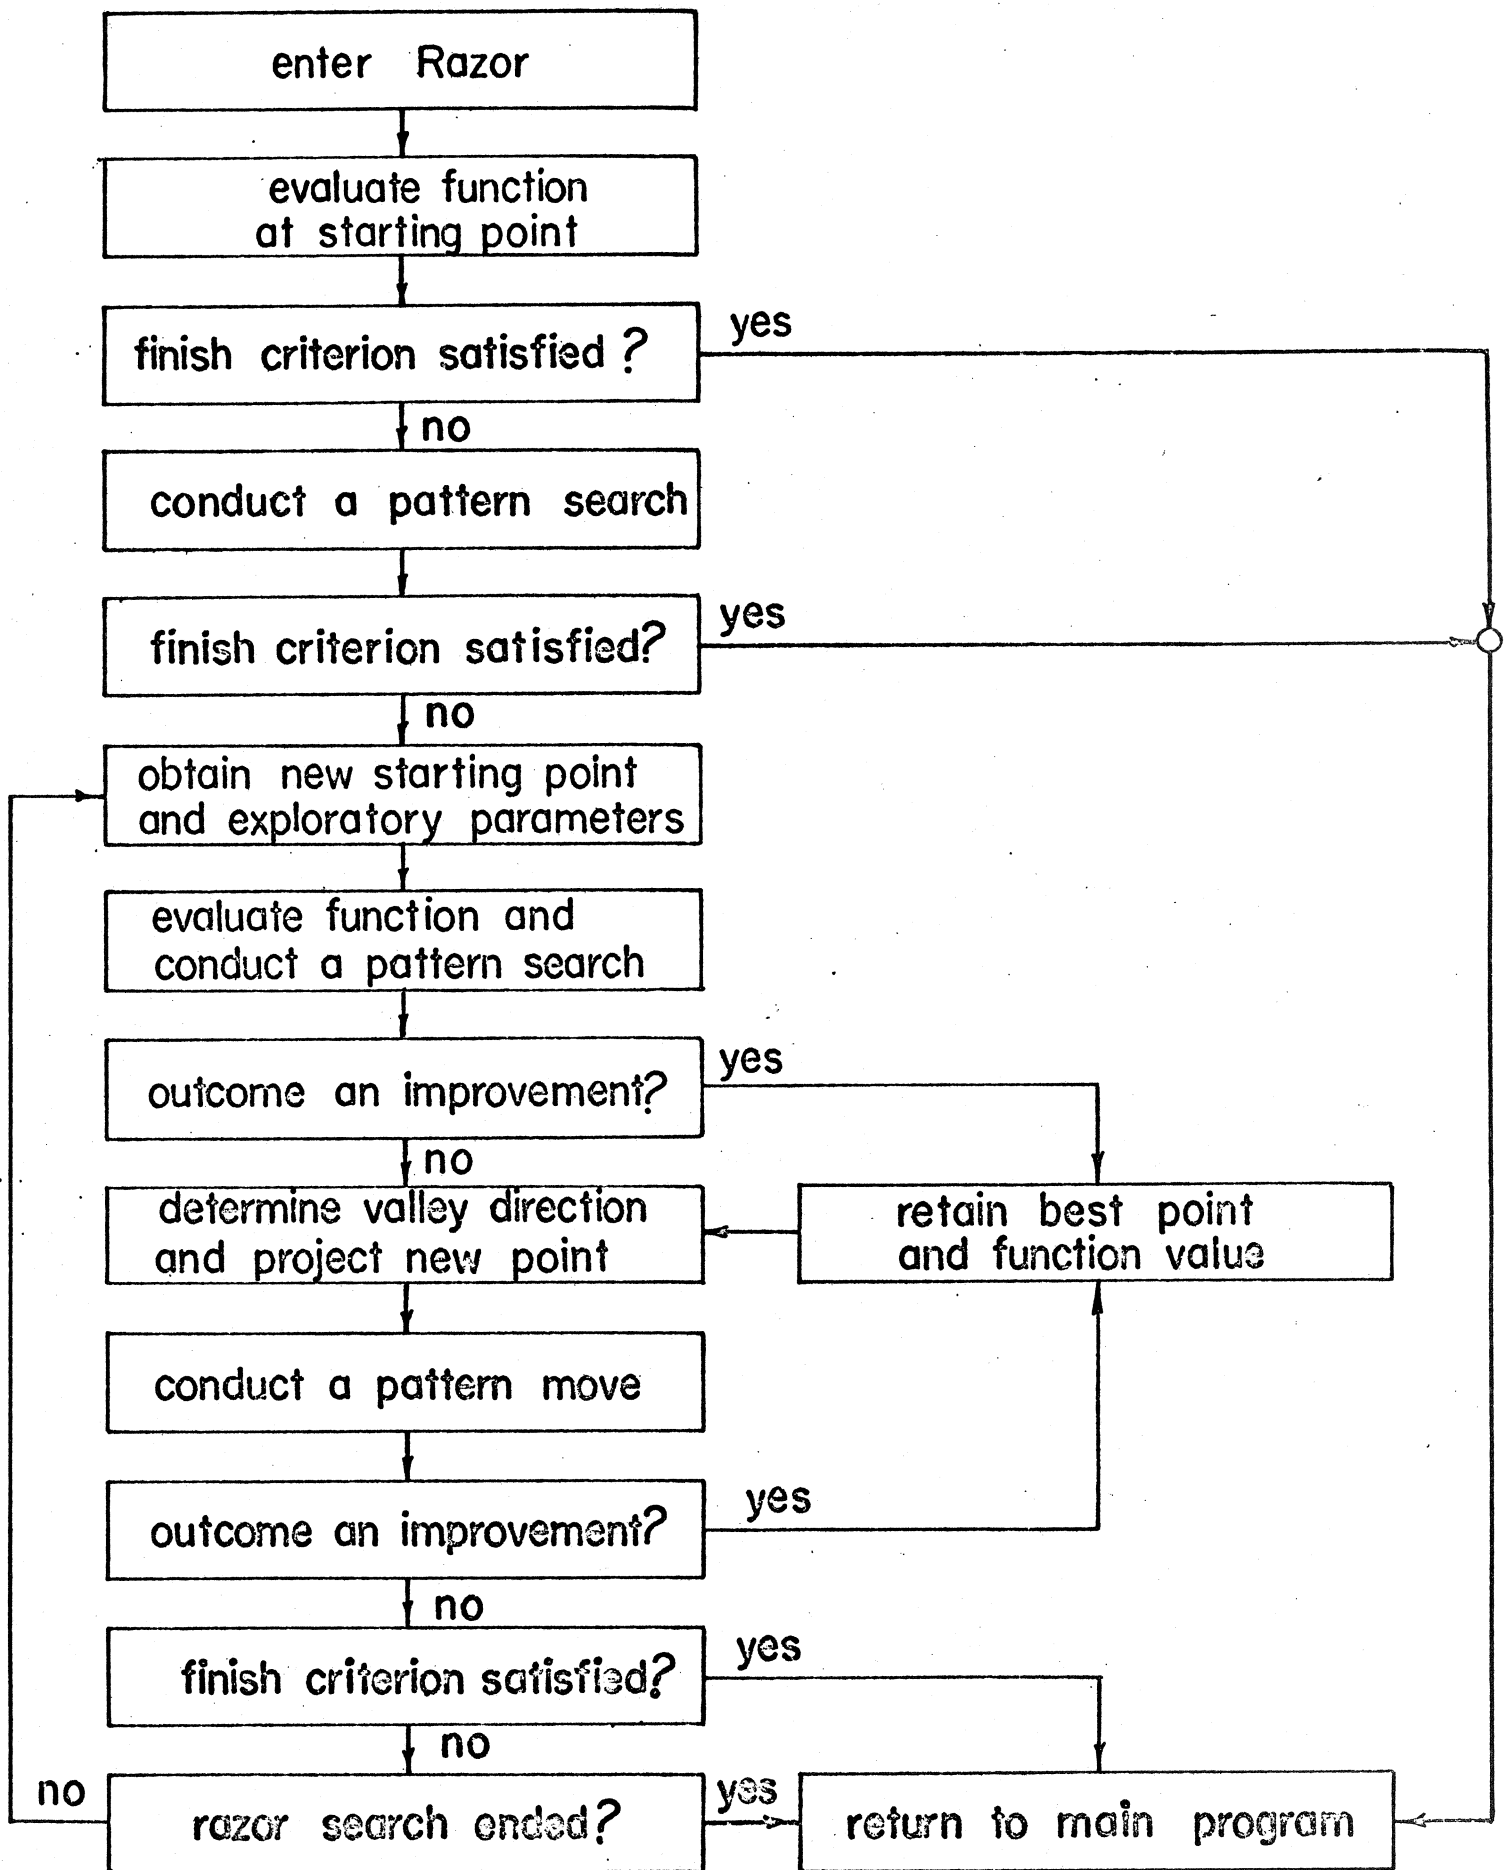 enter Razor
evaluate function
at starting point
finish criterion satisfied ?
yes
no
conduct a pattern search
finish criterion satisfied?
yes
no
obtain new starting point
and exploratory parameters
evaluate function and
conduct a pattern search
outcome an improvement?
yes
no
determine valley direction
and project new point
retain best point
and function value
conduct a pattern move
outcome an improvement?
yes
no
finish criterion satisfied?
yes
no
no
razor search ended?
yes
return to main program